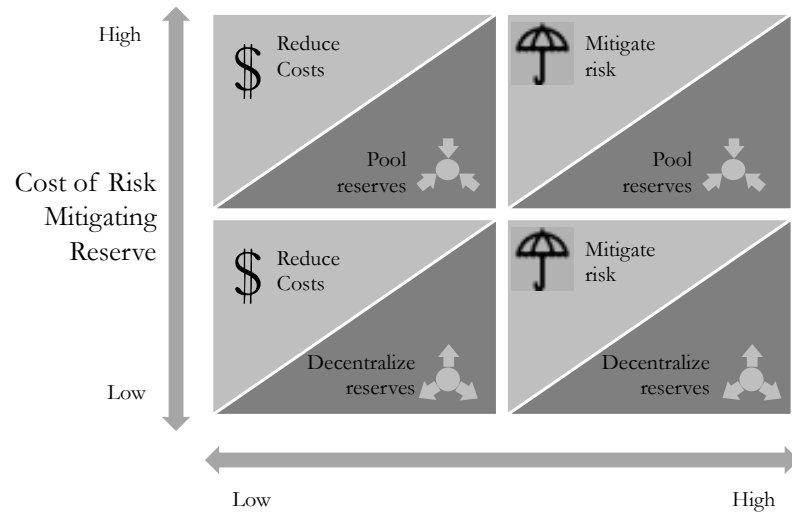 High
Cost of Risk
Mitigating
Reserve
Low
$ Reduce
Costs
Pool
reserves
Mitigate
risk
Pool
reserves
$ Reduce
Costs
Decentralize
reserves
Mitigate
risk
Decentralize
reserves
Low
High